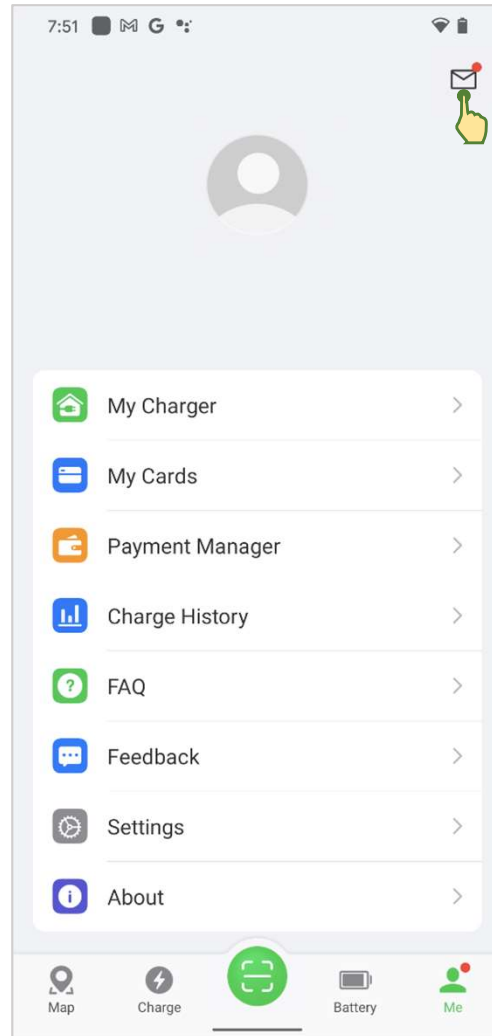 7:51 G
My Charger
My Cards
Payment Manager
Charge History
FAQ
Feedback
Settings
About
Map Charge Battery Me